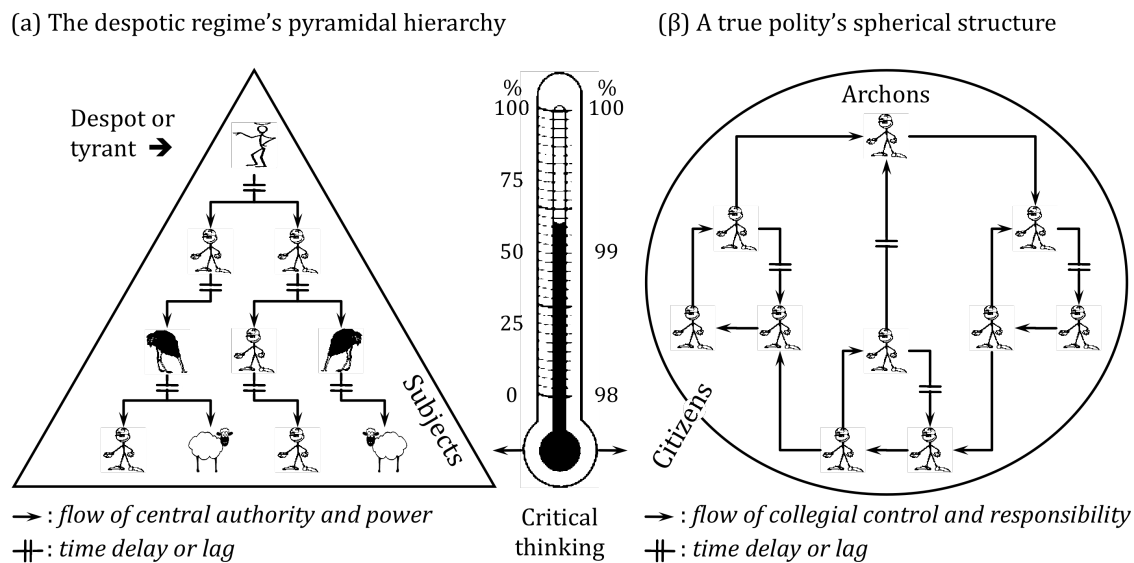 (a) The despotic regime’s pyramidal hierarchy
(β) A true polity’s spherical structure
Despot or
tyrant ➔
% %
100 100
75
50 99
25
0 98
Archons
Subjects
Citizens
→ : flow of central authority and power
time delay or lag
Critical
thinking
→ : flow of collegial control and responsibility
time delay or lag